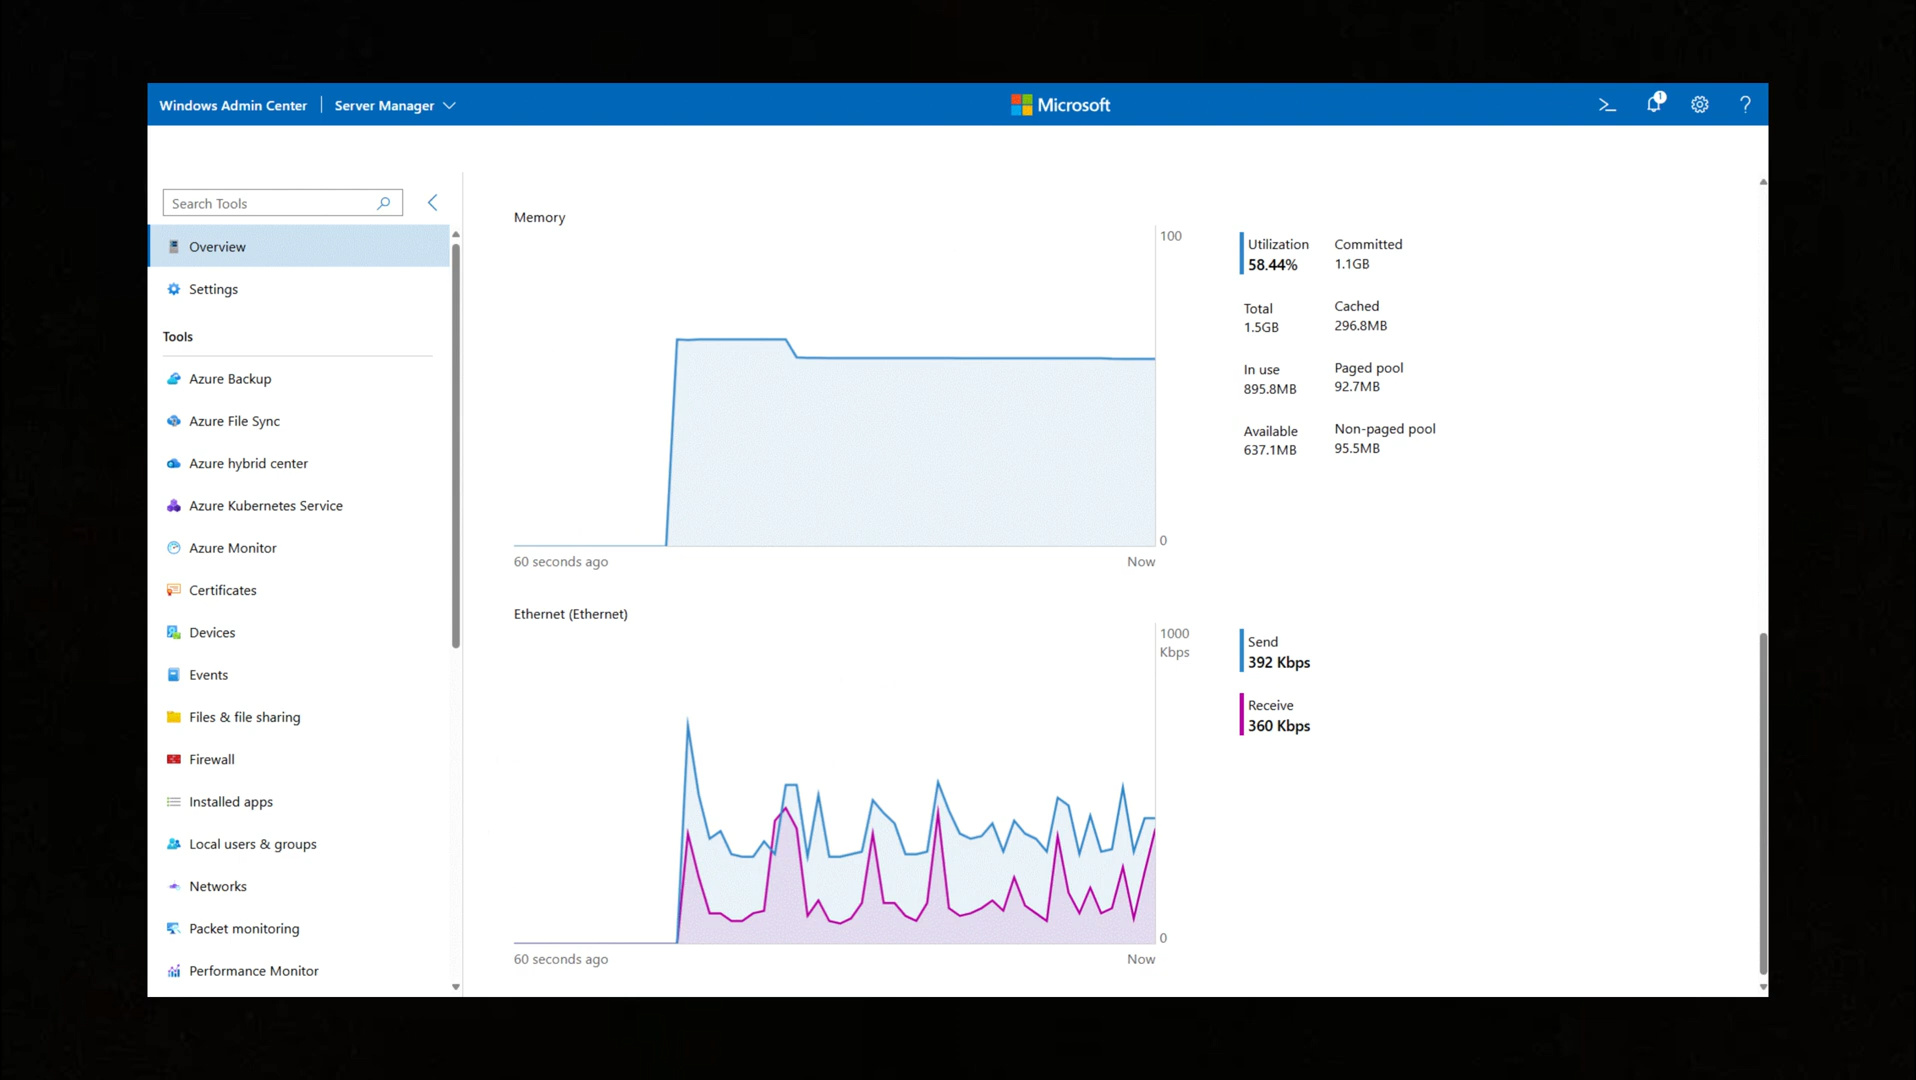 Windows Admin Center
Server Manager
Microsoft
1
?
Search Tools
Overview
Settings
Tools
Azure Backup
Azure File Sync
Azure hybrid center
Azure Kubernetes Service
Azure Monitor
Certificates
Devices
Events
Files & file sharing
Firewall
Installed apps
Local users & groups
Networks
Packet monitoring
Performance Monitor
Memory
100
0
60 seconds ago
Now
Utilization
58.44%
Committed
1.1GB
Total
1.5GB
Cached
296.8MB
In use
895.8MB
Paged pool
92.7MB
Available
637.1MB
Non-paged pool
95.5MB
Ethernet (Ethernet)
1000
Kbps
0
60 seconds ago
Now
Send
392 Kbps
Receive
360 Kbps